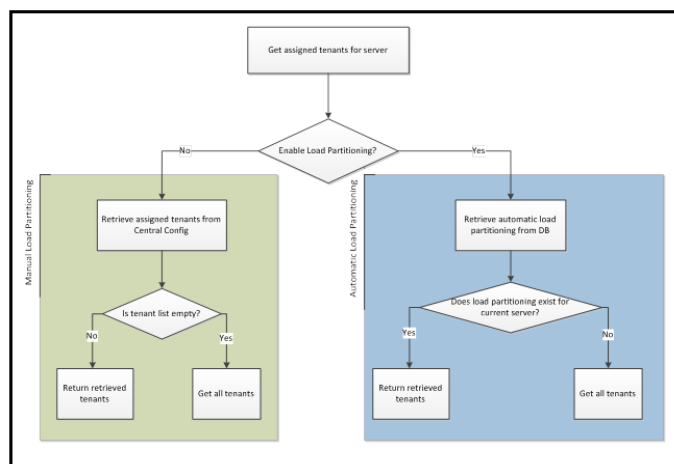 Get assigned tenants for server
Enable Load Partitioning?
No
Yes
Manual Load Partitioning
Retrieve assigned tenants from
Central Config
Is tenant list empty?
No
Yes
Return retrieved
tenants
Get all tenants
Automatic Load Partitioning
Retrieve automatic load
partitioning from DB
Does load partitioning exist for
current server?
Yes
No
Return retrieved
tenants
Get all tenants